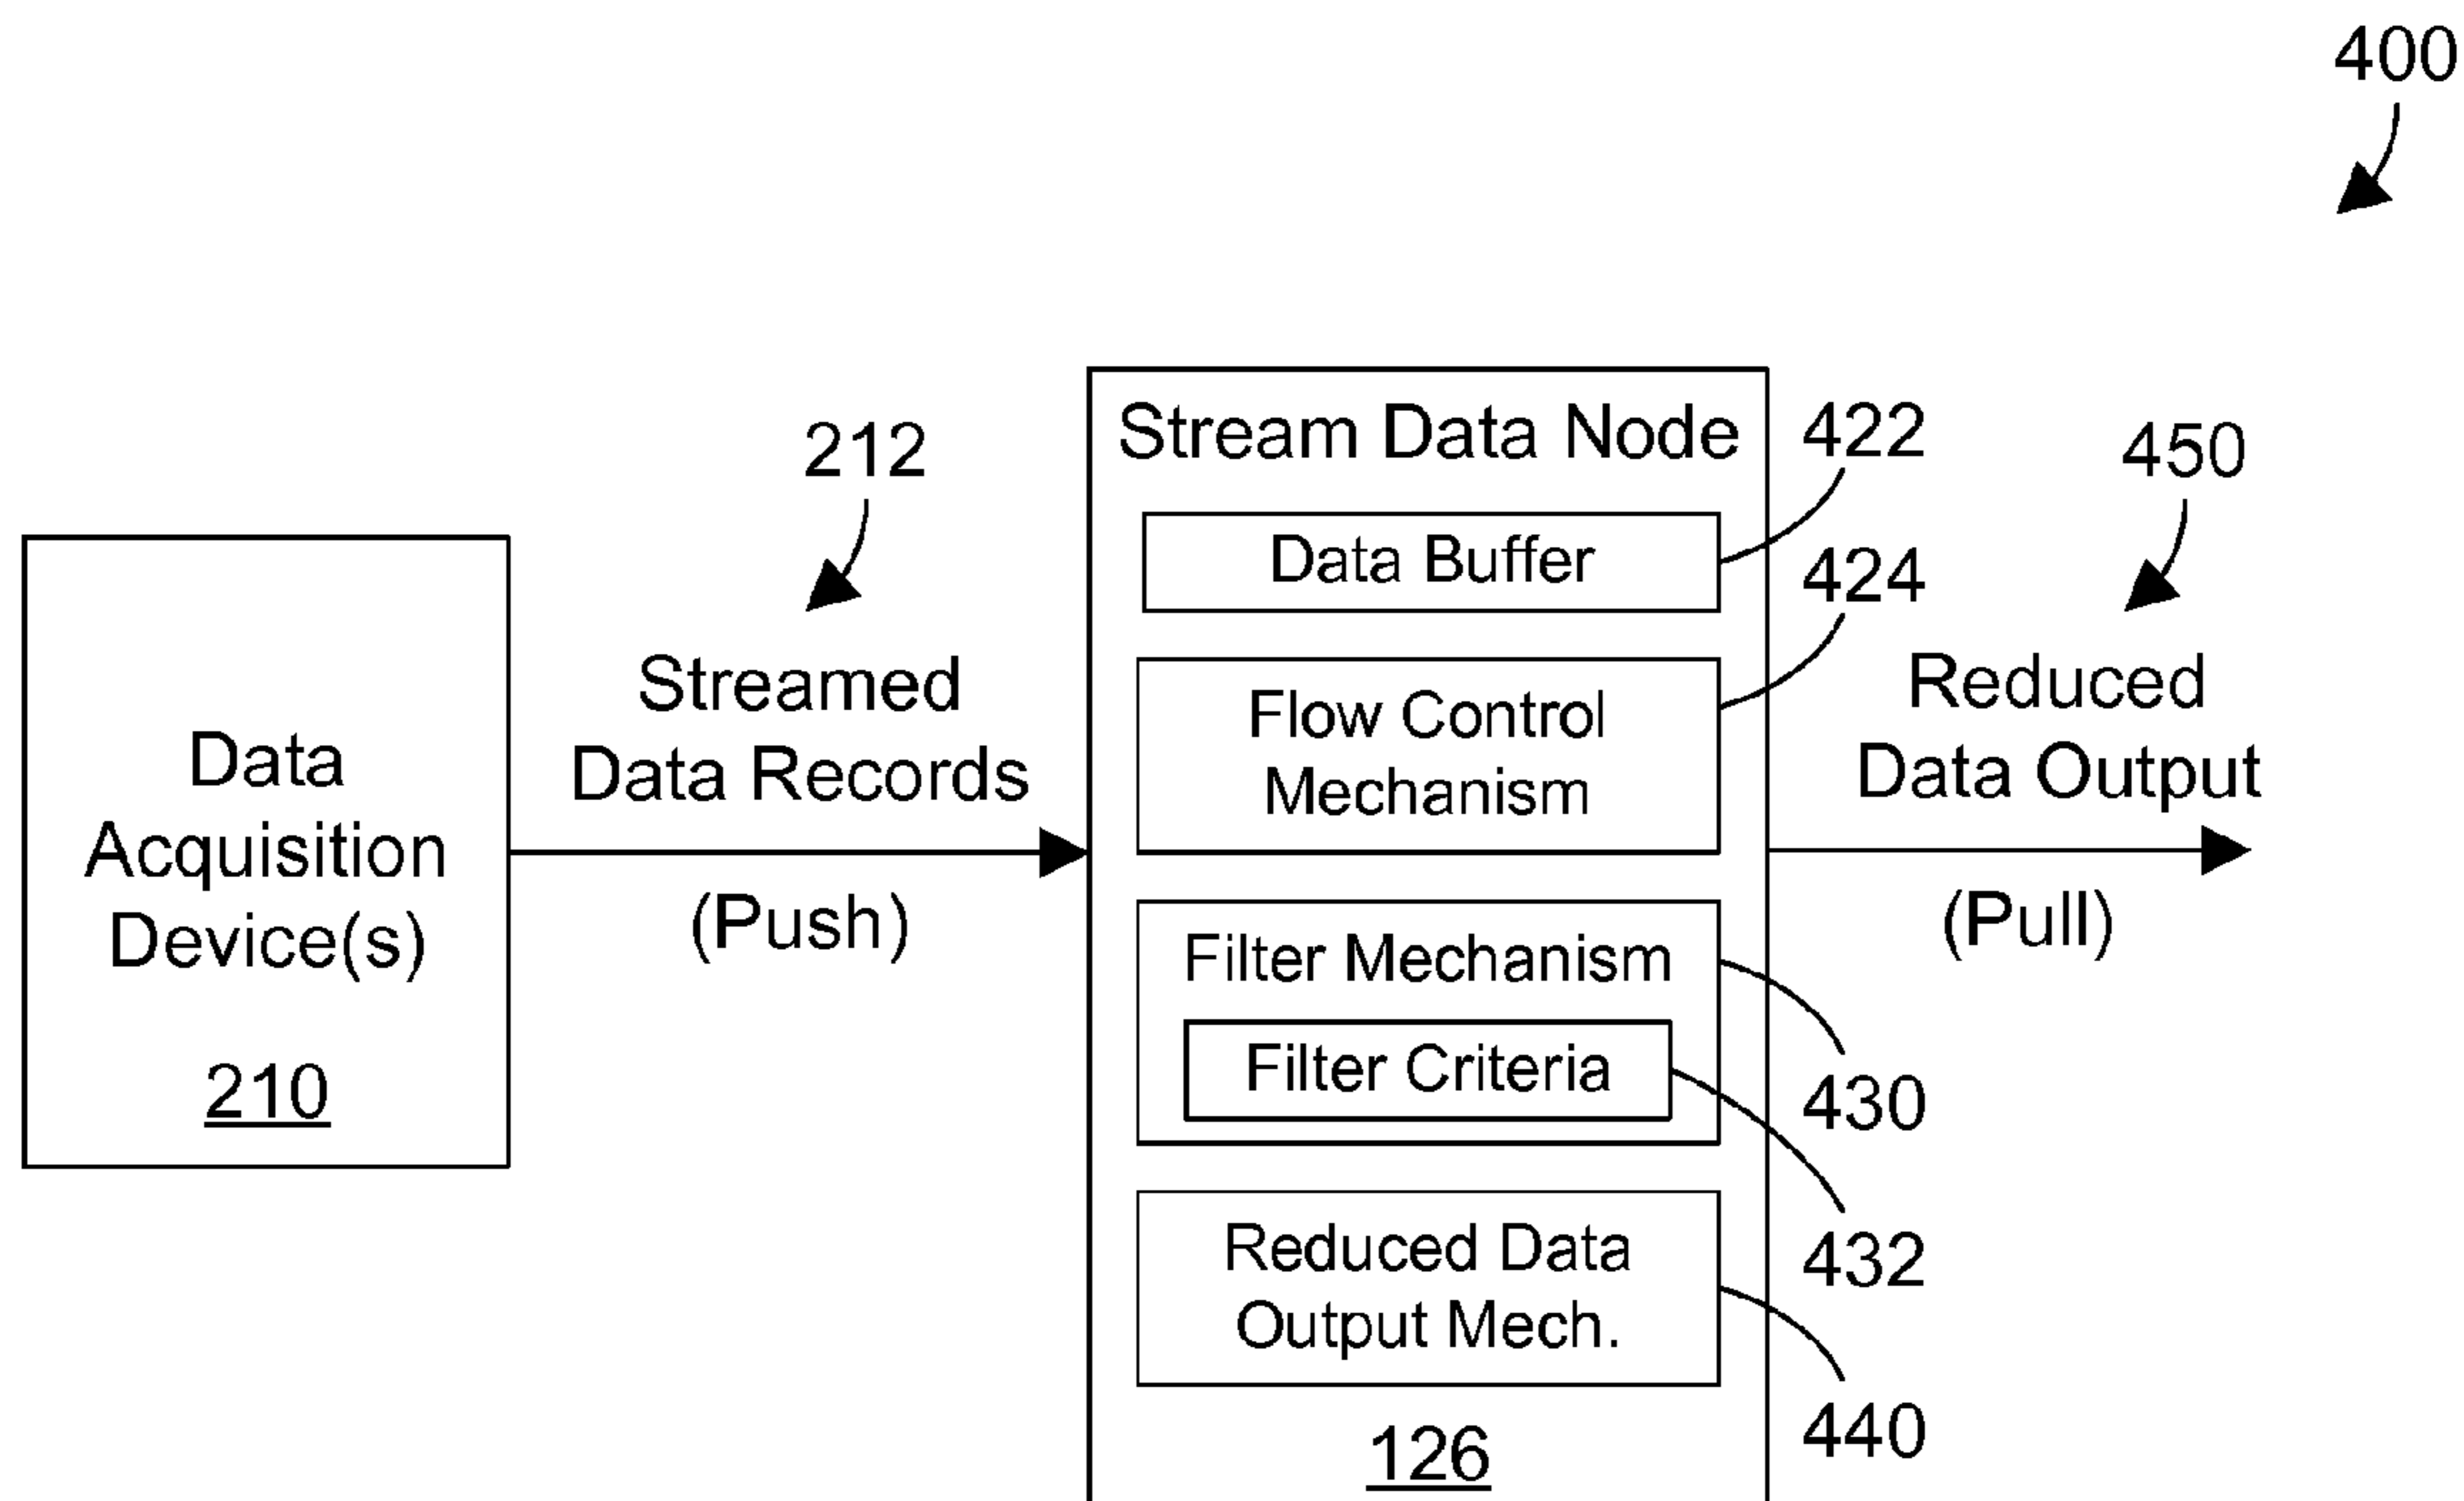 400
Stream Data Node
422
212
450
Data Buffer
424
Streamed
Data Records
Flow Control
Mechanism
Reduced
Data Output
Data
Acquisition
Device(s)
(Push)
(Pull)
Filter Mechanism
Filter Criteria
210
430
Reduced Data
Output Mech.
432
440
126